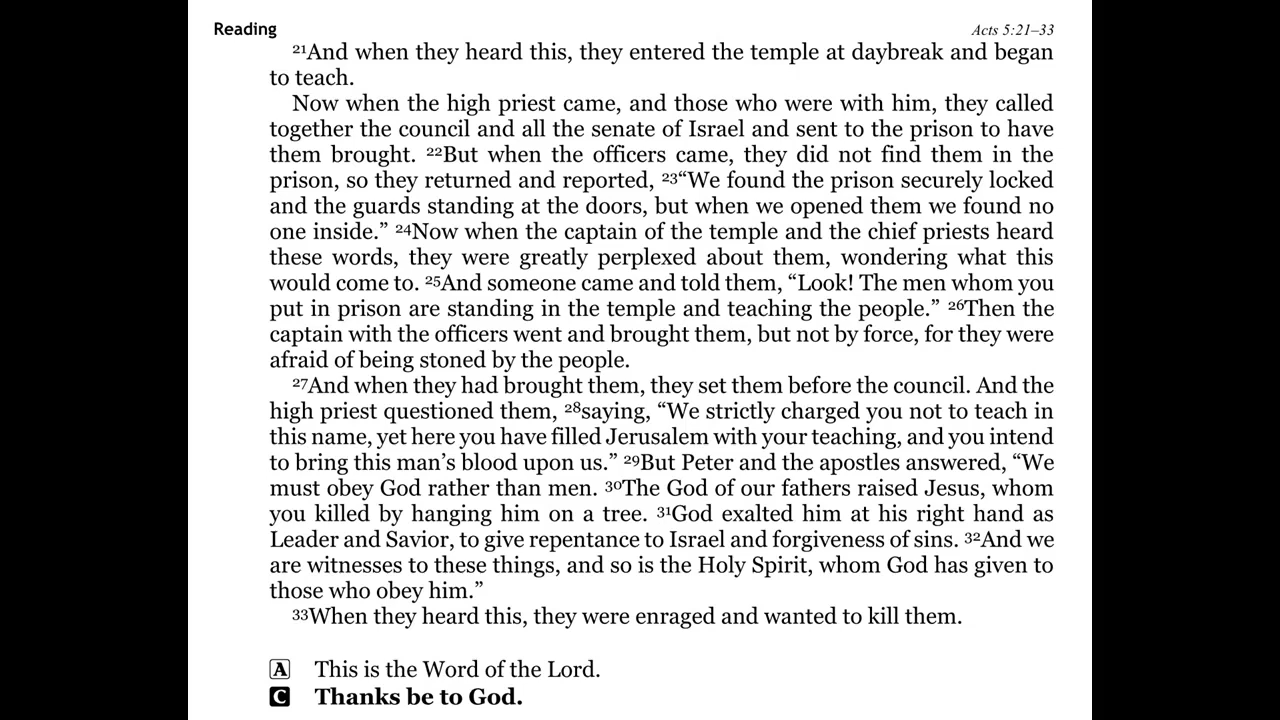 Reading
Acts 5:21–33
21And when they heard this, they entered the temple at daybreak and began
to teach.
Now when the high priest came, and those who were with him, they called
together the council and all the senate of Israel and sent to the prison to have
them brought. 22But when the officers came, they did not find them in the
prison, so they returned and reported, 23“We found the prison securely locked
and the guards standing at the doors, but when we opened them we found no
one inside.” 24Now when the captain of the temple and the chief priests heard
these words, they were greatly perplexed about them, wondering what this
would come to. 25And someone came and told them, “Look! The men whom you
put in prison are standing in the temple and teaching the people.” 26Then the
captain with the officers went and brought them, but not by force, for they were
afraid of being stoned by the people.
27And when they had brought them, they set them before the council. And the
high priest questioned them, 28saying, “We strictly charged you not to teach in
this name, yet here you have filled Jerusalem with your teaching, and you intend
to bring this man’s blood upon us.” 29But Peter and the apostles answered, “We
must obey God rather than men. 30The God of our fathers raised Jesus, whom
you killed by hanging him on a tree. 31God exalted him at his right hand as
Leader and Savior, to give repentance to Israel and forgiveness of sins. 32And we
are witnesses to these things, and so is the Holy Spirit, whom God has given to
those who obey him.”
33When they heard this, they were enraged and wanted to kill them.
A This is the Word of the Lord.
C Thanks be to God.